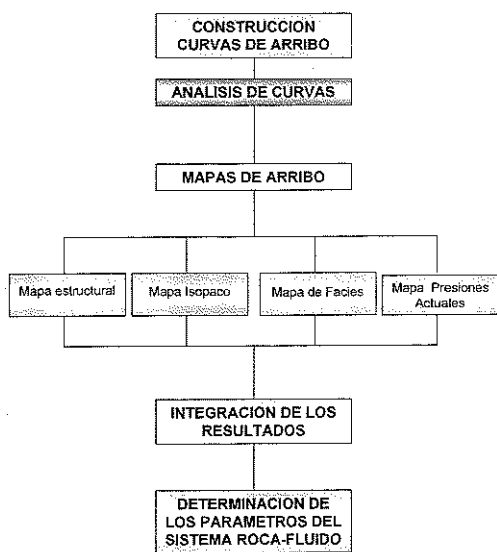 CONSTRUCCION
CURVAS DE ARRIBO
ANALISIS DE CURVAS
MAPAS DE ARRIBO
Mapa estructural
Mapa Isopaco
Mapa de Facies
Mapa Presiones
Actuales
INTEGRACION DE LOS
RESULTADOS
DETERMINACION DE
LOS PARAMETROS DEL
SISTEMA ROCA-FLUIDO